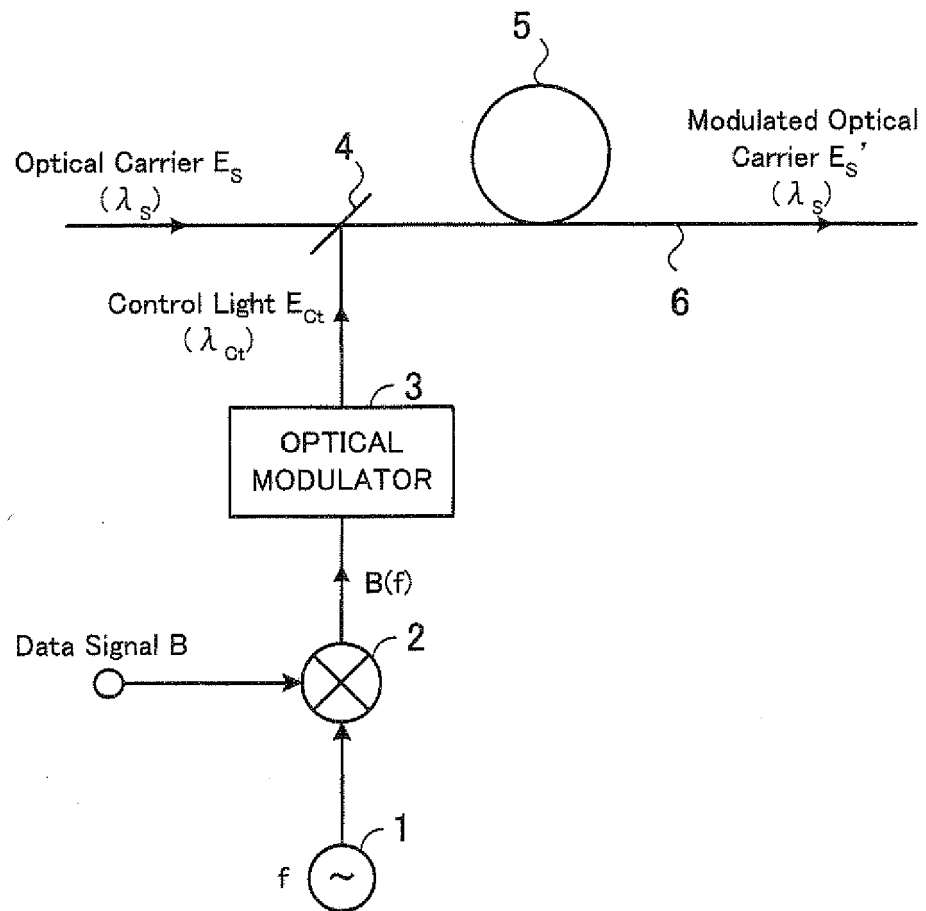 5
Modulated Optical
Carrier E_S'
(λ_S)
4
Optical Carrier E_S
(λ_S)
6
Control Light E_Ct
(λ_Ct)
3
OPTICAL
MODULATOR
B(f)
Data Signal B
2
1
f
~